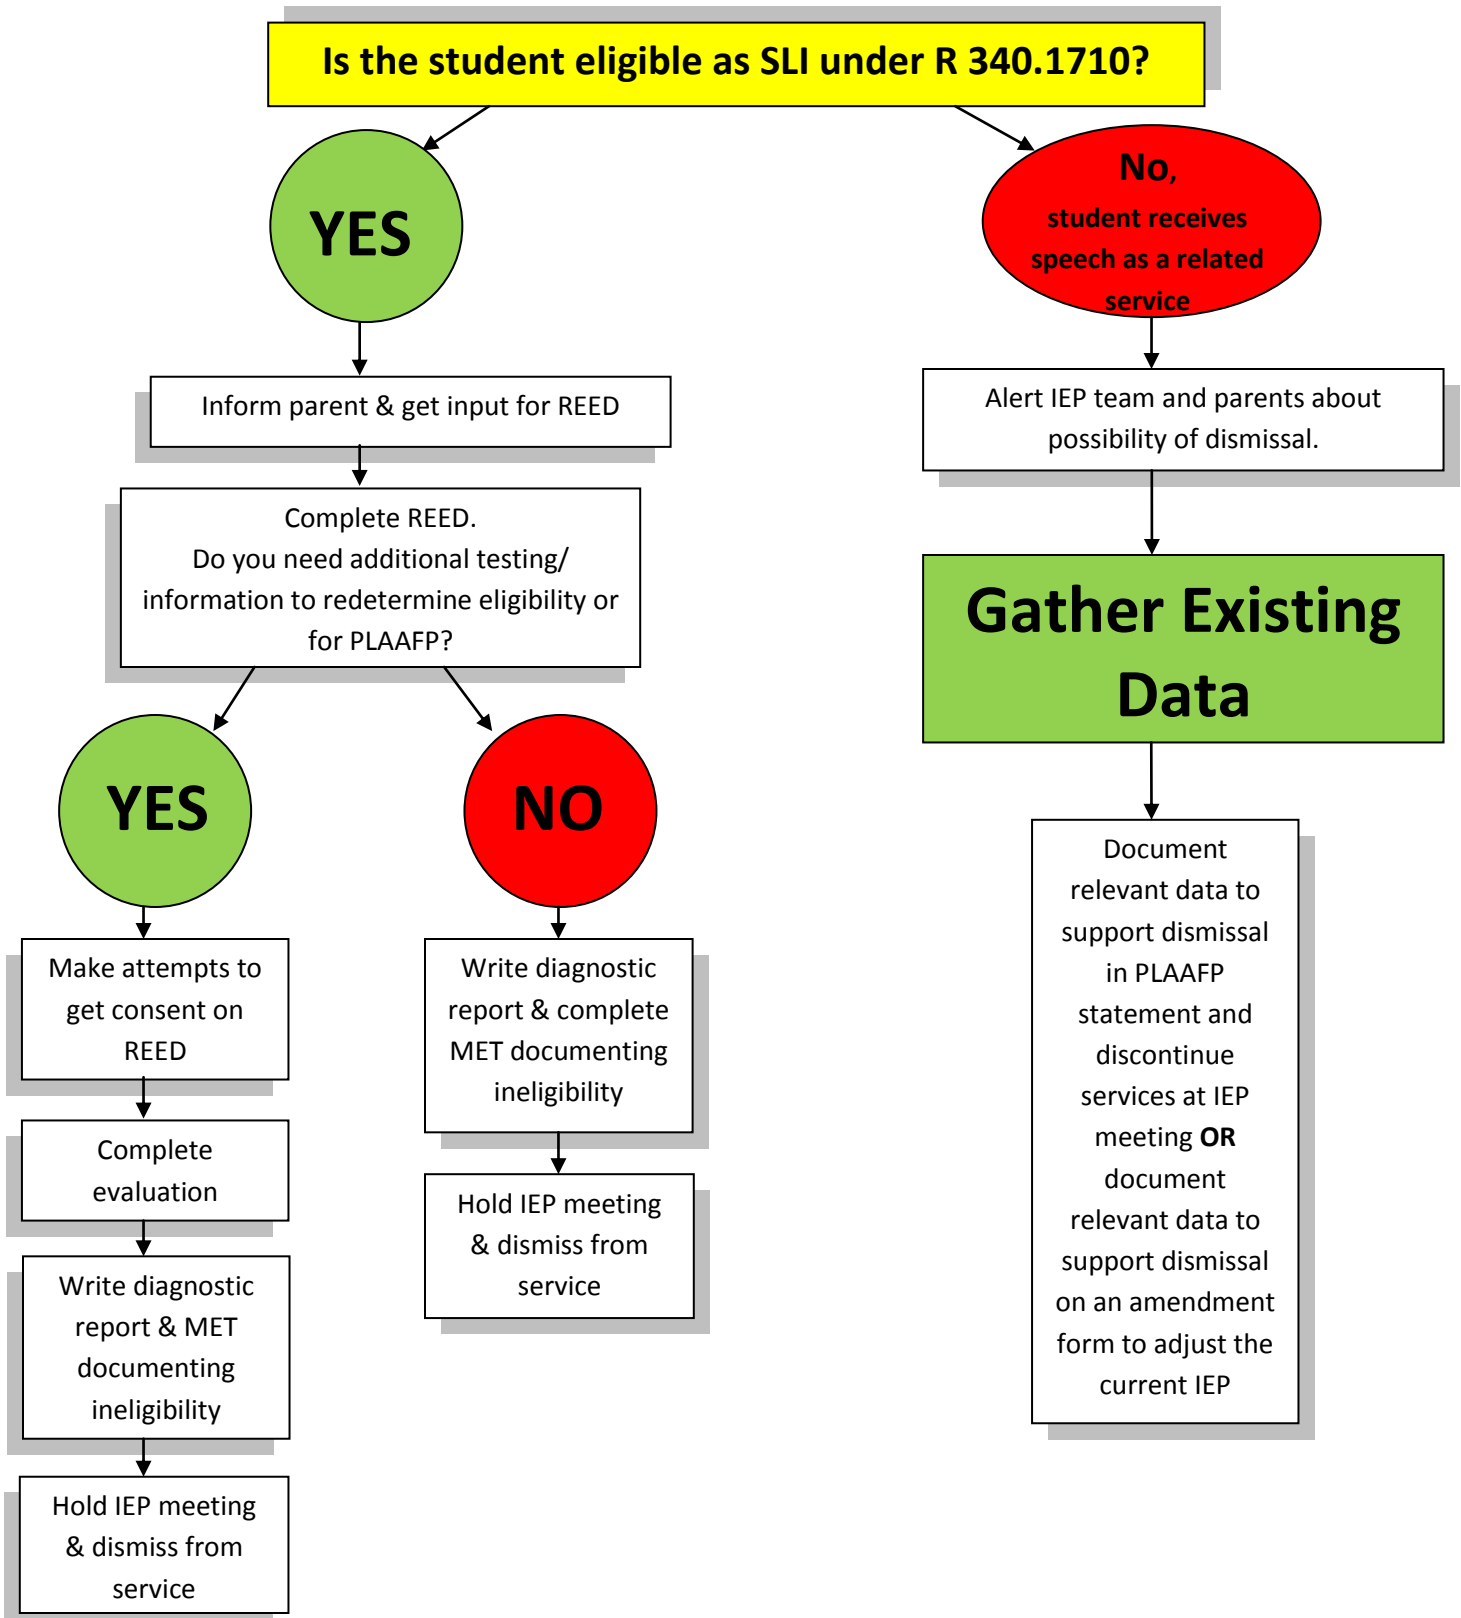 Is the student eligible as SLI under R 340.1710?
YES
Inform parent & get input for REED
Complete REED.
Do you need additional testing/
information to redetermine eligibility or
for PLAAFP?
YES
Make attempts to
get consent on
REED
Complete
evaluation
Write diagnostic
report & MET
documenting
ineligibility
Hold IEP meeting
& dismiss from
service
NO
Write diagnostic
report & complete
MET documenting
ineligibility
Hold IEP meeting
& dismiss from
service
No,
student receives
speech as a related
service
Alert IEP team and parents about
possibility of dismissal.
Gather Existing
Data
Document
relevant data to
support dismissal
in PLAAFP
statement and
discontinue
services at IEP
meeting OR
document
relevant data to
support dismissal
on an amendment
form to adjust the
current IEP